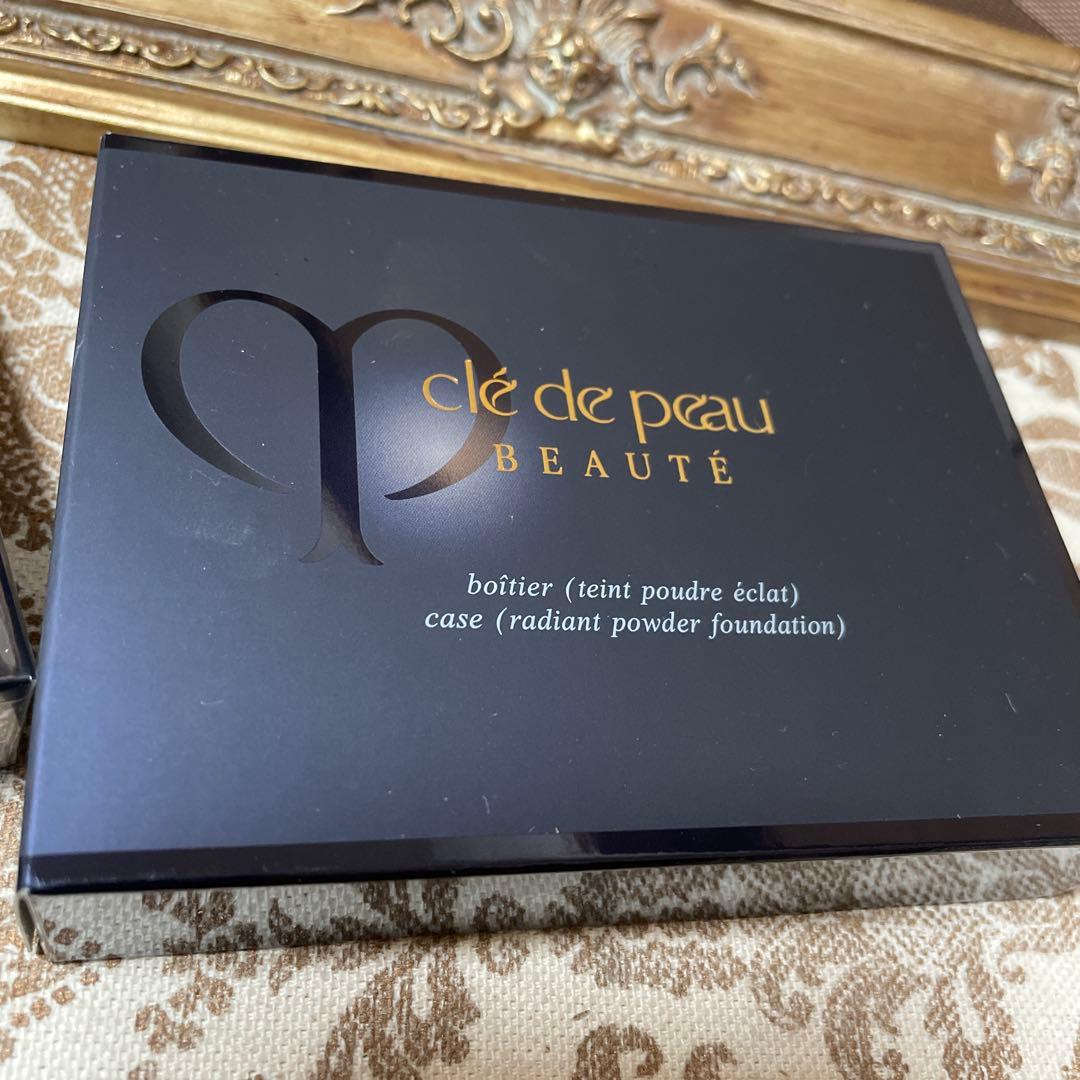 clé de peau
BEAUTÉ
boîtier (teint poudre éclat)
case (radiant powder foundation)